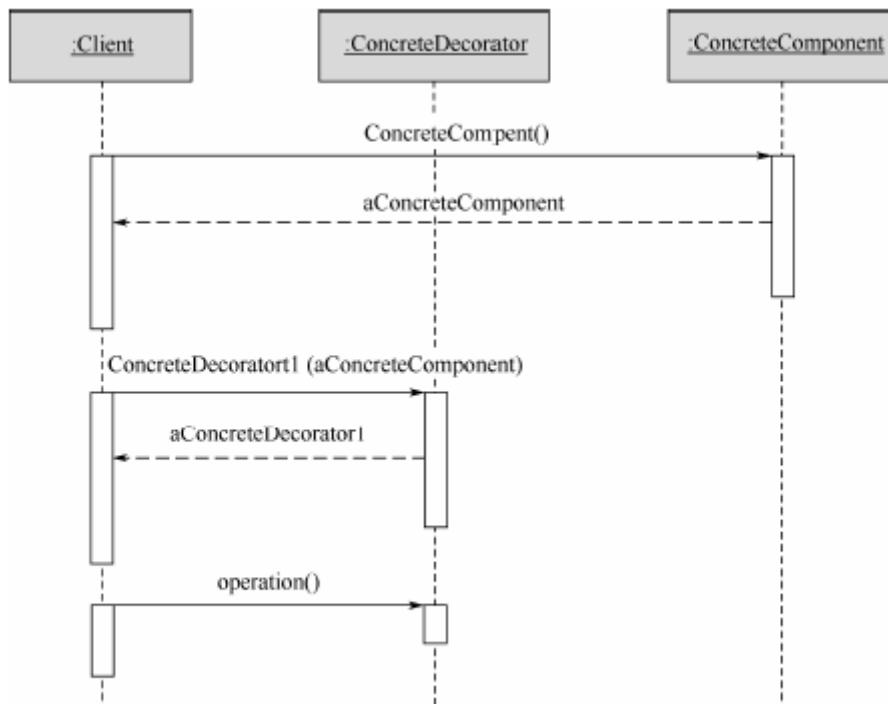 :Client
:ConcreteDecorator
:ConcreteComponent
ConcreteCompent()
aConcreteComponent
ConcreteDecoratort1 (aConcreteComponent)
aConcreteDecorator1
operation()